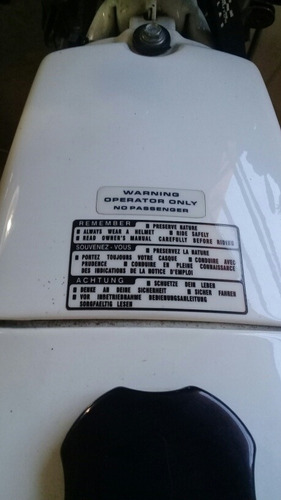 WARNING
OPERATOR ONLY
NO PASSENGER
REMEMBER ■ PRESERVE NATURE
■ ALWAYS WEAR A HELMET ■ RIDE SAFELY
■ READ OWNER'S MANUAL CAREFULLY BEFORE RIDING
SOUVENEZ-VOUS ■ PRESERVEZ LA NATURE
■ PORTEZ TOUJOURS VOTRE CASQUE ■ CONDUIRE AVEC
PRUDENCE ■ CONDUIRE EN PLEINE CONNAISSANCE
DES INDICATIONS DE LA NOTICE D'EMPLOI
ACHTUNG ■ SCHUETZE DEIN LEBEN
■ DENKE AN DEINE SICHERHEIT ■ SICHER FAHREN
■ VOR INBETRIEBNAHME BEDIENUNGSANLEITUNG
SORGFAELTIG LESEN